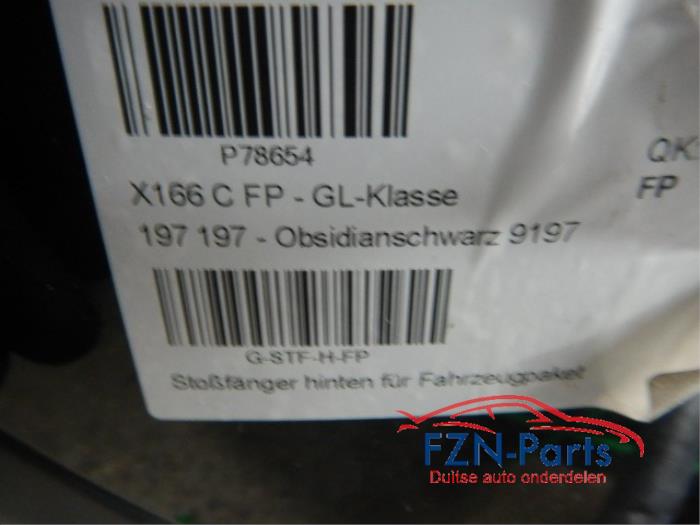 P78654
X166 C FP - GL-Klasse
197 197 - Obsidianschwarz 9197
G-STF-H-FP
Stoßfänger hinten für Fahrzeugpaket
FP
FZN-Parts
Duitse auto onderdelen